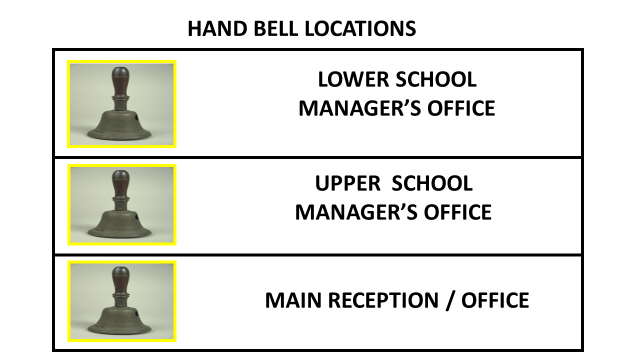 HAND BELL LOCATIONS
LOWER SCHOOL
MANAGER’S OFFICE
UPPER  SCHOOL
MANAGER’S OFFICE
MAIN RECEPTION / OFFICE